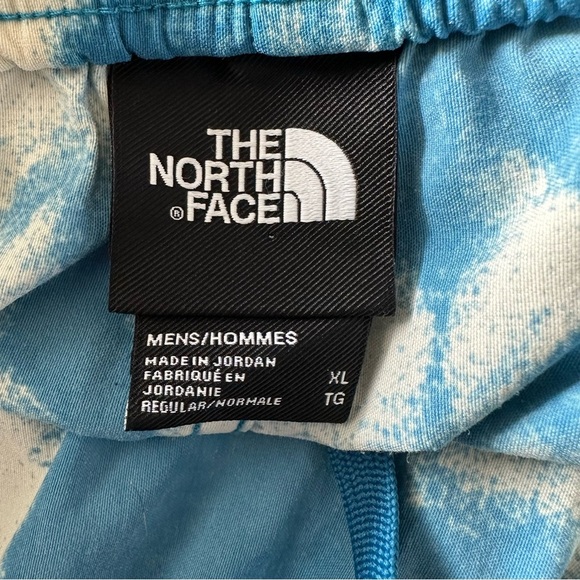 THE
NORTH
® FACE
MENS/HOMMES
MADE IN JORDAN
FABRIQUÉ EN
JORDANIE
REGULAR/NORMALE
XL
TG